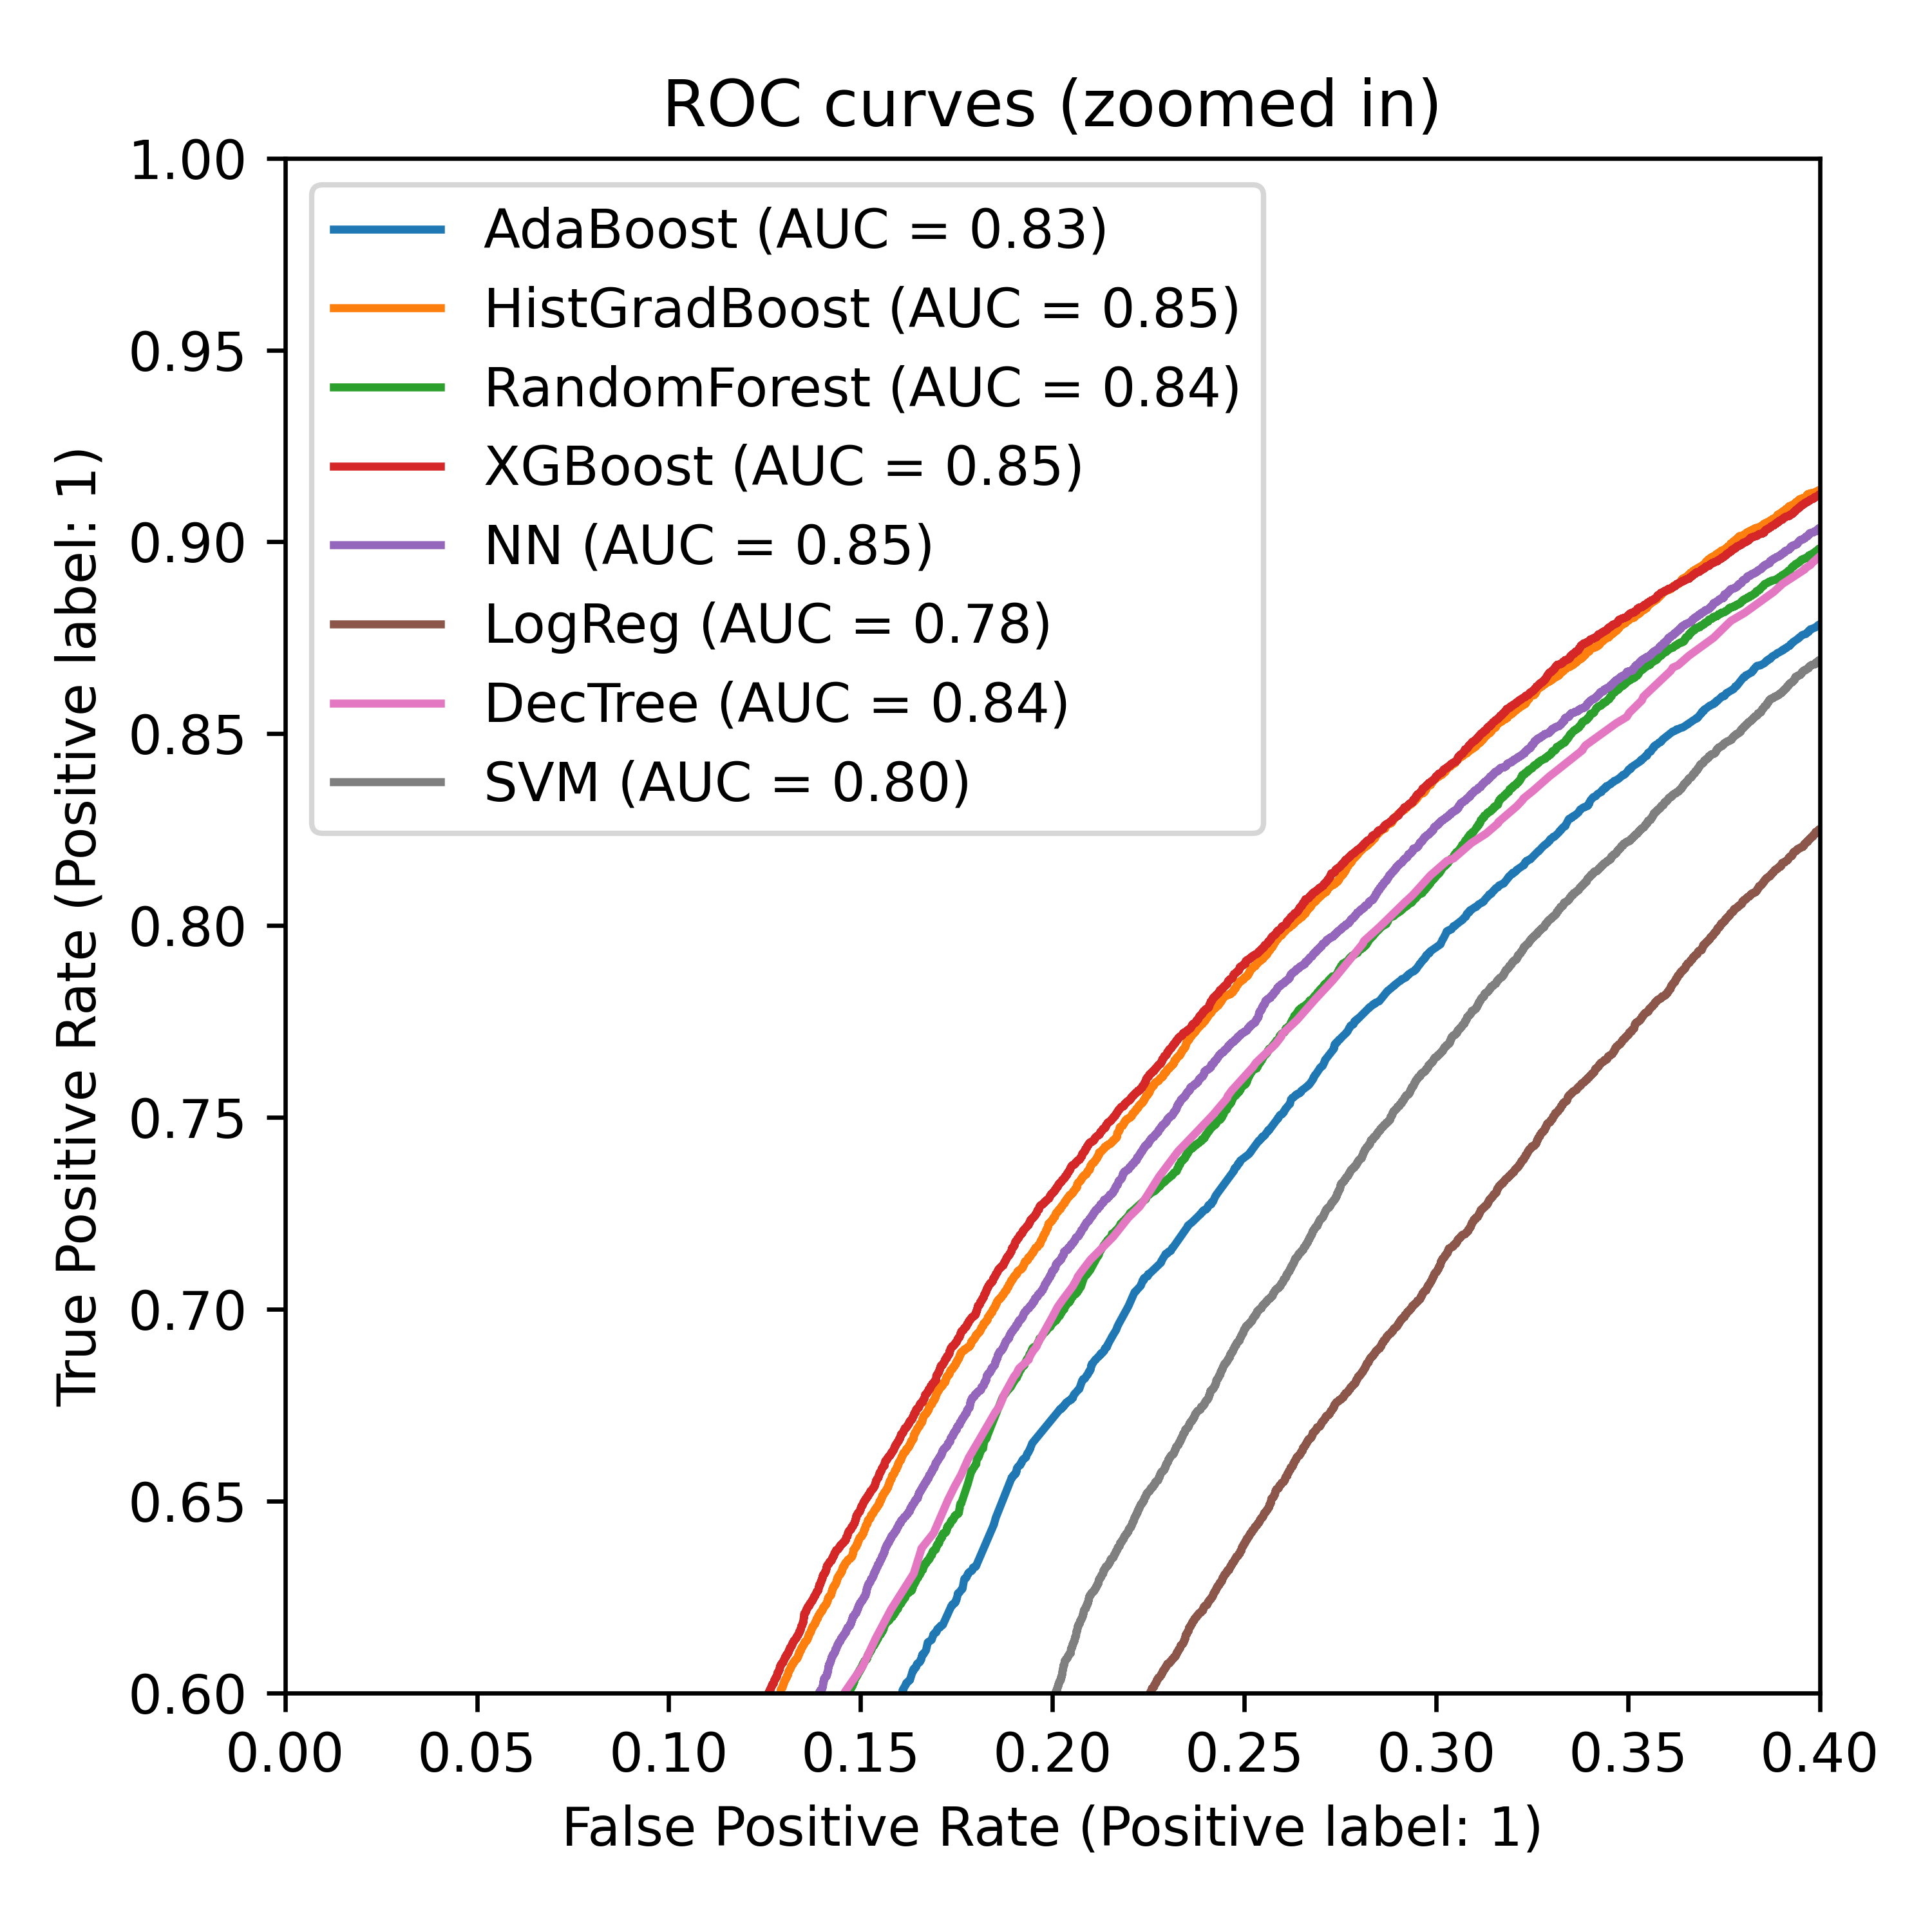 ROC curves (zoomed in)
1.00
0.95
0.90
0.85
0.80
0.75
0.70
0.65
0.60
True Positive Rate (Positive label: 1)
AdaBoost (AUC = 0.83)
HistGradBoost (AUC = 0.85)
RandomForest (AUC = 0.84)
XGBoost (AUC = 0.85)
NN (AUC = 0.85)
LogReg (AUC = 0.78)
DecTree (AUC = 0.84)
SVM (AUC = 0.80)
0.00 0.05 0.10 0.15 0.20 0.25 0.30 0.35 0.40
False Positive Rate (Positive label: 1)